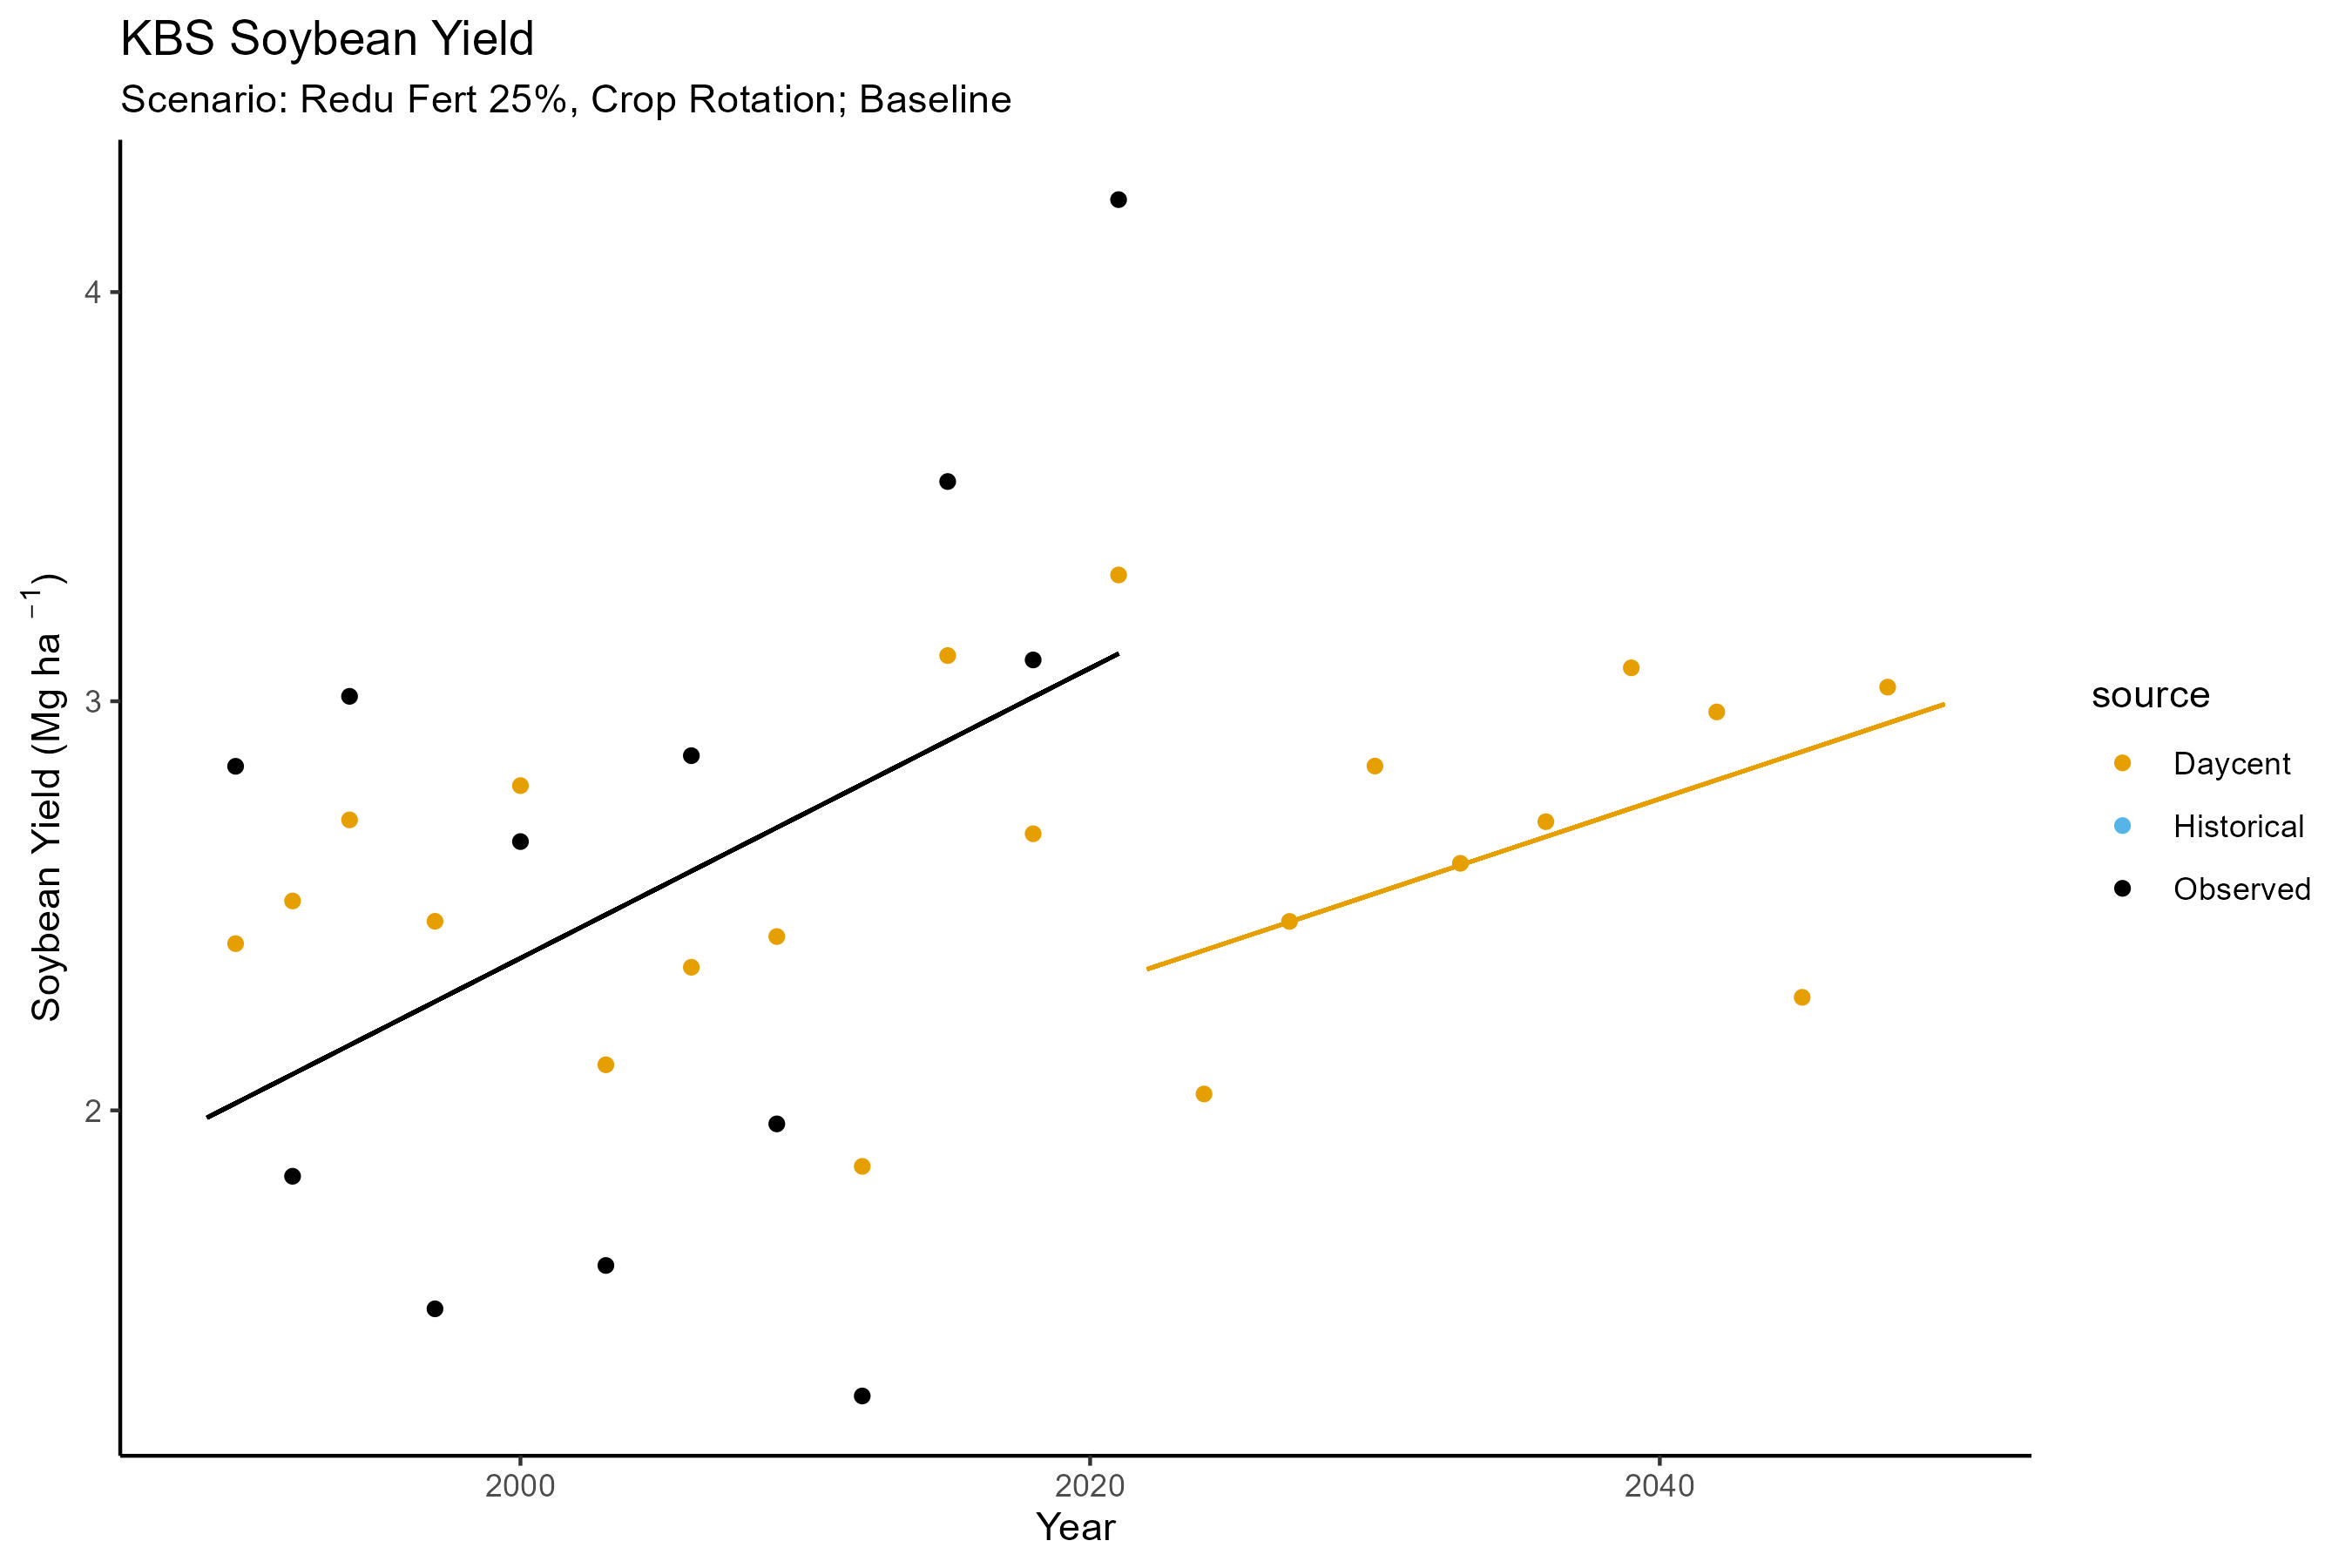 KBS Soybean Yield
Scenario: Redu Fert 25%, Crop Rotation; Baseline
Soybean Yield (Mg ha ⁻¹)
4
3
2
2000
2020
2040
Year
source
Daycent
Historical
Observed